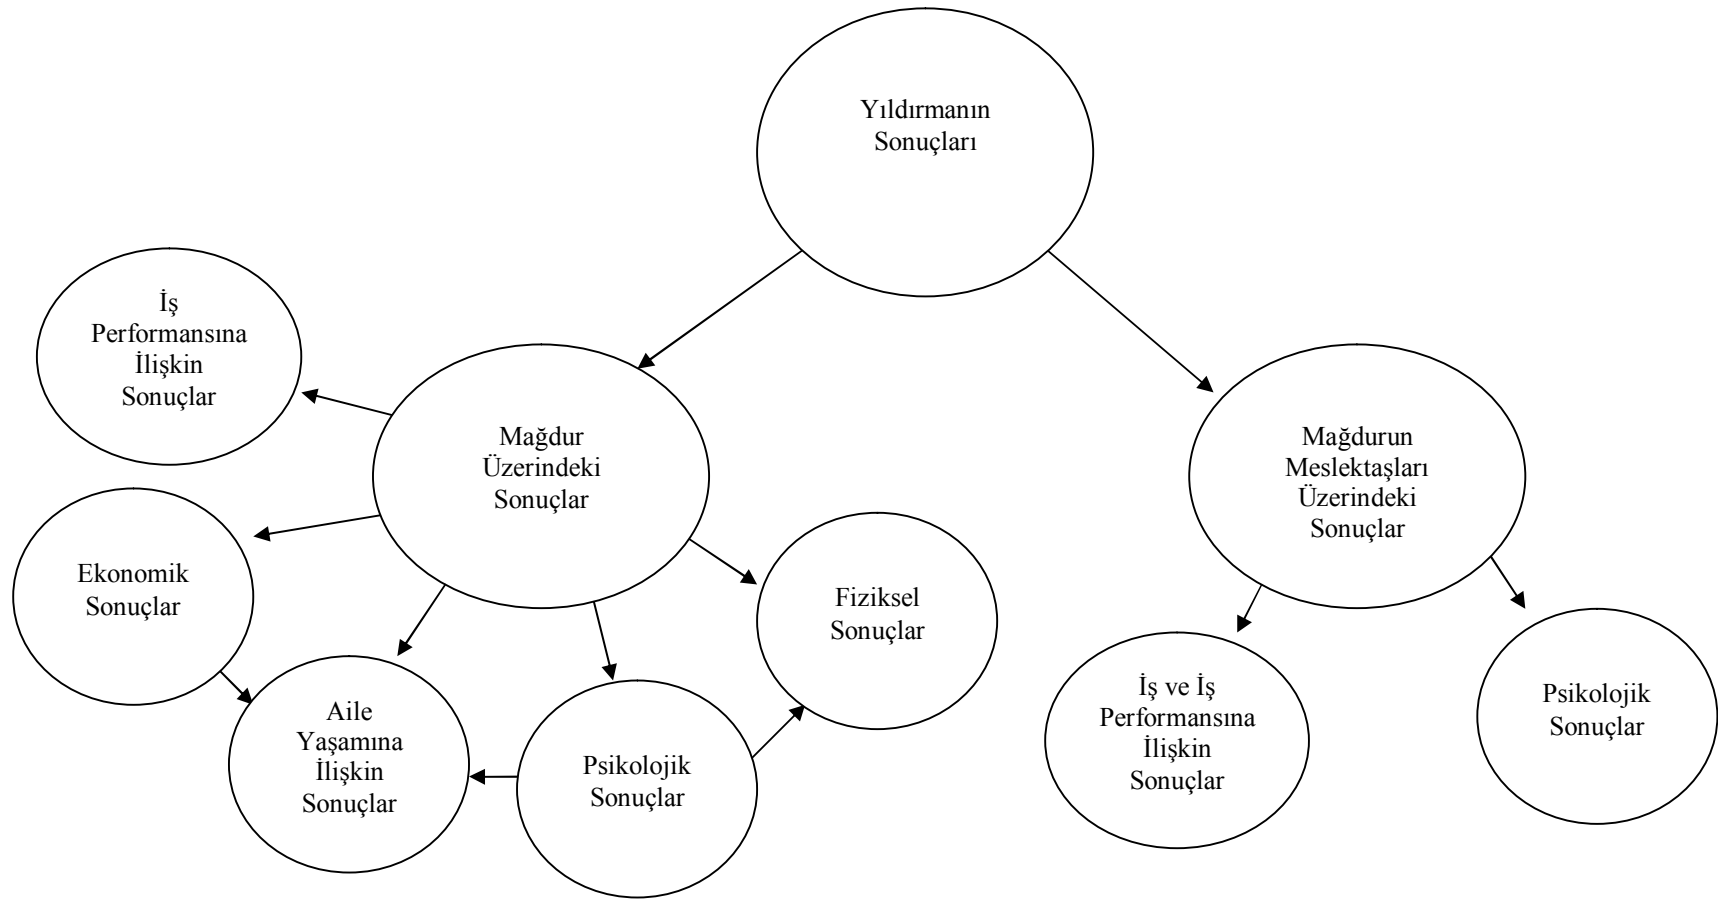 Yıldırmanın
Sonuçları
İş
Performansına
İlişkin
Sonuçlar
Mağdur
Üzerindeki
Sonuçlar
Mağdurun
Meslektaşları
Üzerindeki
Sonuçlar
Ekonomik
Sonuçlar
Fiziksel
Sonuçlar
Aile
Yaşamına
İlişkin
Sonuçlar
Psikolojik
Sonuçlar
İş ve İş
Performansına
İlişkin
Sonuçlar
Psikolojik
Sonuçlar